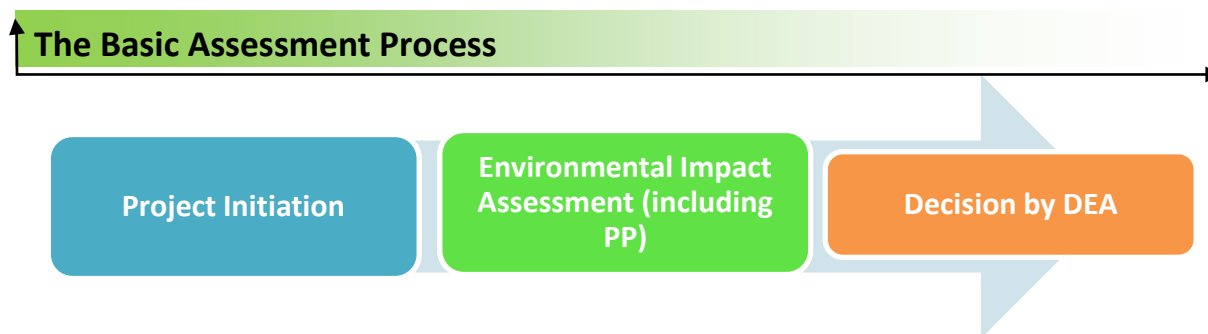 The Basic Assessment Process
Project Initiation
Environmental Impact
Assessment (including
PP)
Decision by DEA